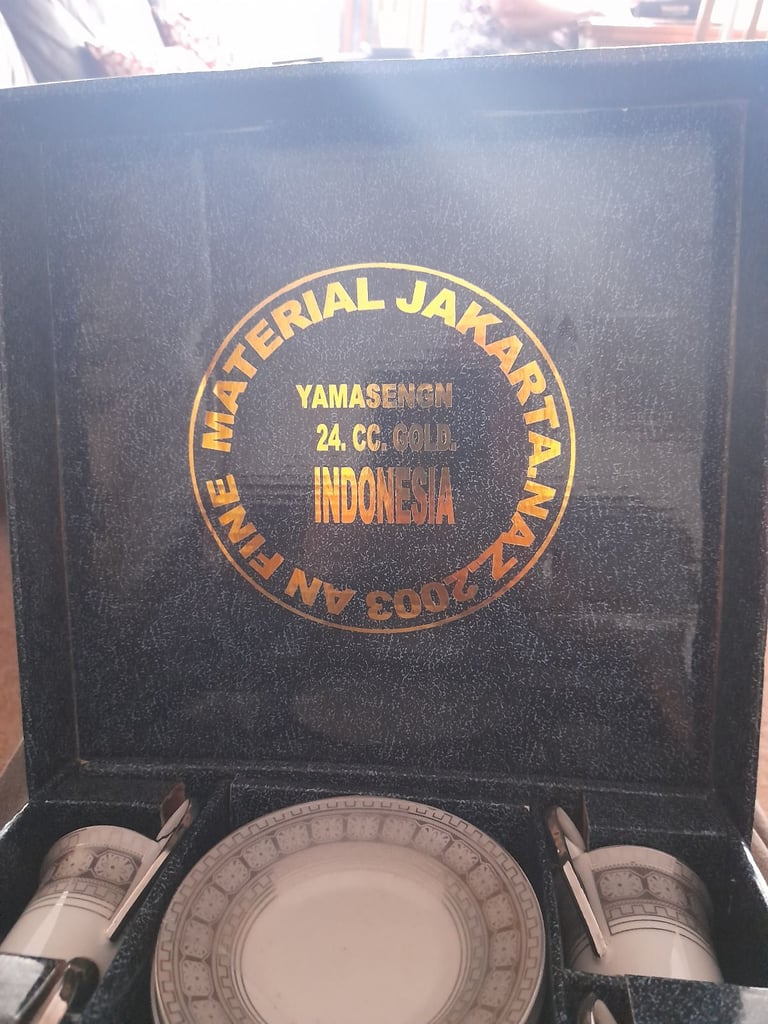 AN FINE MATERIAL JAKARTA.NAZ.2003
YAMASENGN
24. CC. GOLD.
INDONESIA